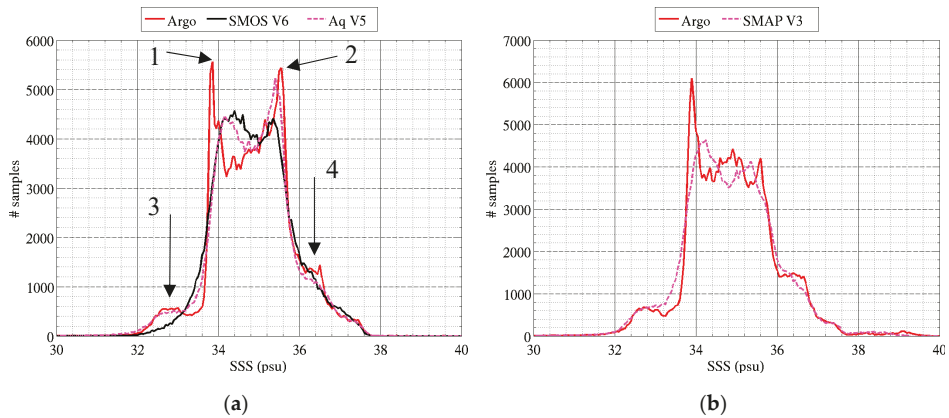 Argo SMOS V6 Aq V5
# samples
6000
5000
4000
3000
2000
1000
0
30 32 34 36 38 40
SSS (psu)
1
2
3
4
(a)
Argo SMAP V3
# samples
7000
6000
5000
4000
3000
2000
1000
0
30 32 34 36 38 40
SSS (psu)
(b)